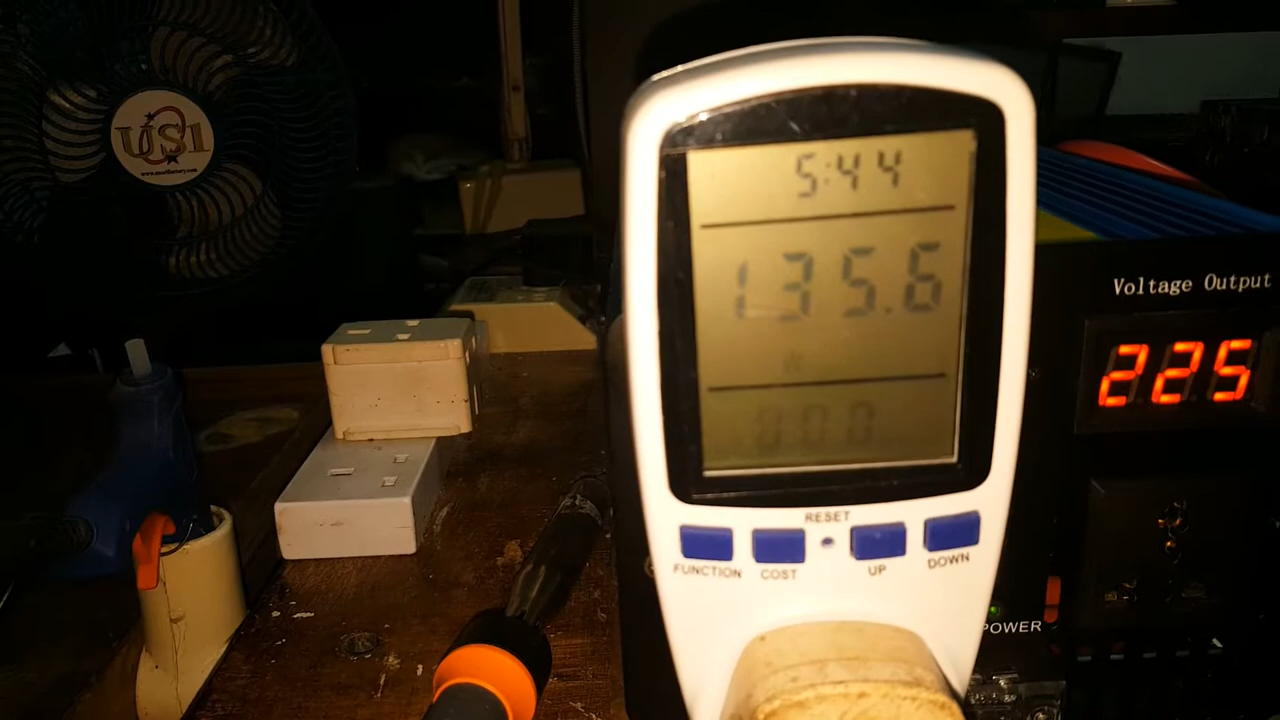 USI
5:44
135.6
W
000
RESET
FUNCTION
COST
UP
DOWN
Voltage Output
225
POWER